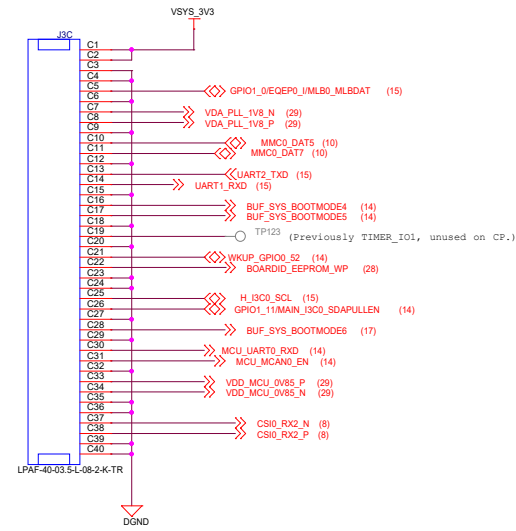 VSYS_3V3
J3C
C1
C2
C3
C4
C5 GPIO1_0/EQEP0_I/MLB0_MLBDAT (15)
C6
C7 VDA_PLL_1V8_N (29)
C8 VDA_PLL_1V8_P (29)
C9
C10 MMC0_DAT5 (10)
C11 MMC0_DAT7 (10)
C12
C13 UART2_TXD (15)
C14 UART1_RXD (15)
C15
C16 BUF_SYS_BOOTMODE4 (14)
C17 BUF_SYS_BOOTMODE5 (14)
C18
C19 TP123 (Previously TIMER_IO1, unused on CP.)
C20
C21 WKUP_GPIO0_52 (14)
C22 BOARDID_EEPROM_WP (28)
C23
C24
C25 H_I3C0_SCL (15)
C26 GPIO1_11/MAIN_I3C0_SDAPULLEN (14)
C27
C28 BUF_SYS_BOOTMODE6 (17)
C29
C30 MCU_UART0_RXD (14)
C31 MCU_MCAN0_EN (14)
C32
C33 VDD_MCU_0V85_P (29)
C34 VDD_MCU_0V85_N (29)
C35
C36
C37 CSI0_RX2_N (8)
C38 CSI0_RX2_P (8)
C39
C40
LPAF-40-03.5-L-08-2-K-TR
DGND